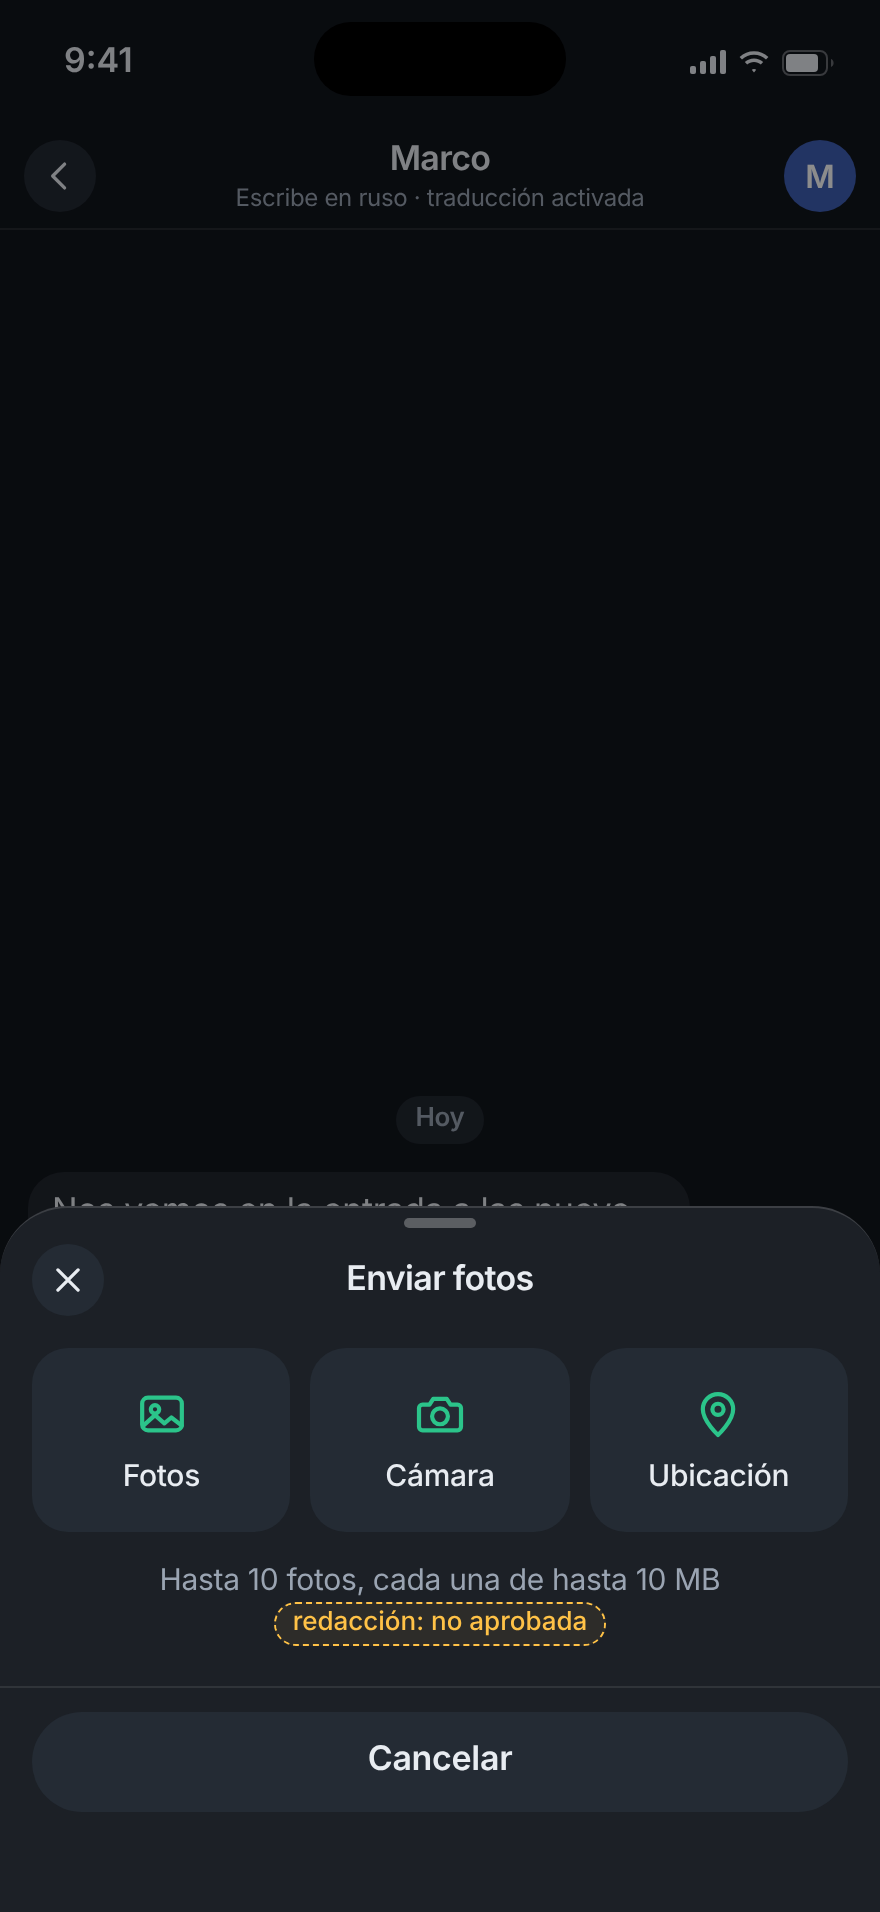 9:41
Marco
Escribe en ruso · traducción activada
M
Hoy
Enviar fotos
Fotos
Cámara
Ubicación
Hasta 10 fotos, cada una de hasta 10 MB
redacción: no aprobada
Cancelar